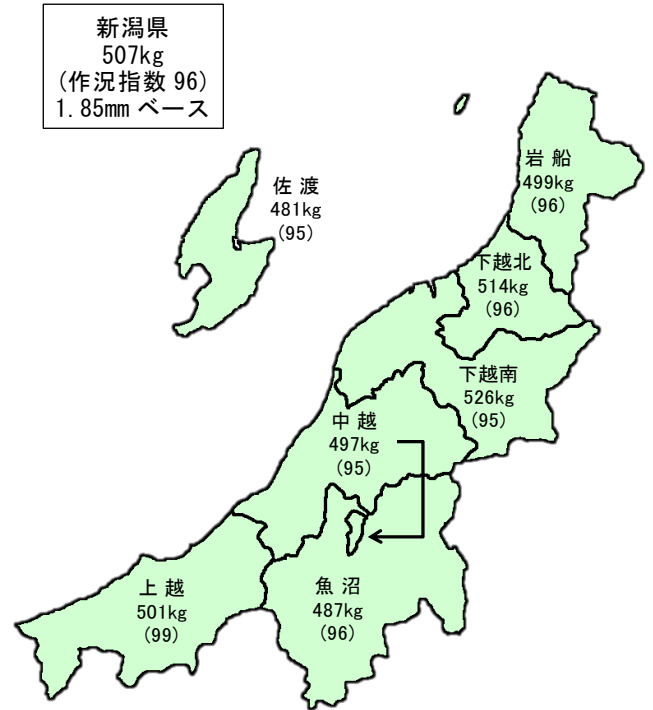 新潟県
507kg
(作況指数 96)
1.85mm ベース
岩 船
499kg
(96)
佐 渡
481kg
(95)
下越北
514kg
(96)
下越南
526kg
(95)
中 越
497kg
(95)
上 越
501kg
(99)
魚 沼
487kg
(96)